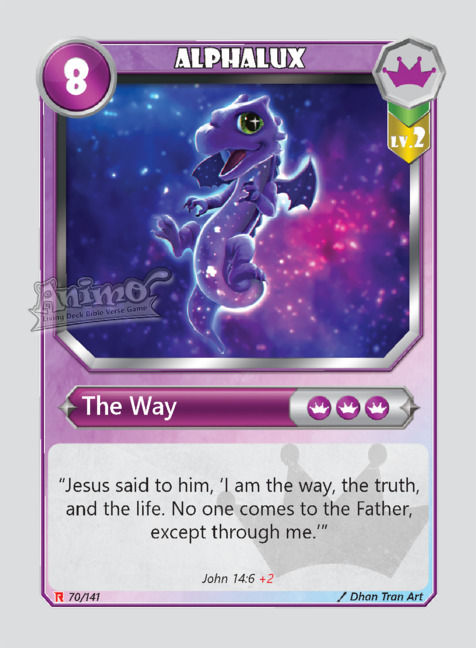 ALPHALUX
8
LV.2
Animo
Living Deck Bible Verse Game
The Way
“Jesus said to him, ‘I am the way, the truth,
and the life. No one comes to the Father,
except through me.’”
John 14:6 +2
R 70/141
Dhan Tran Art